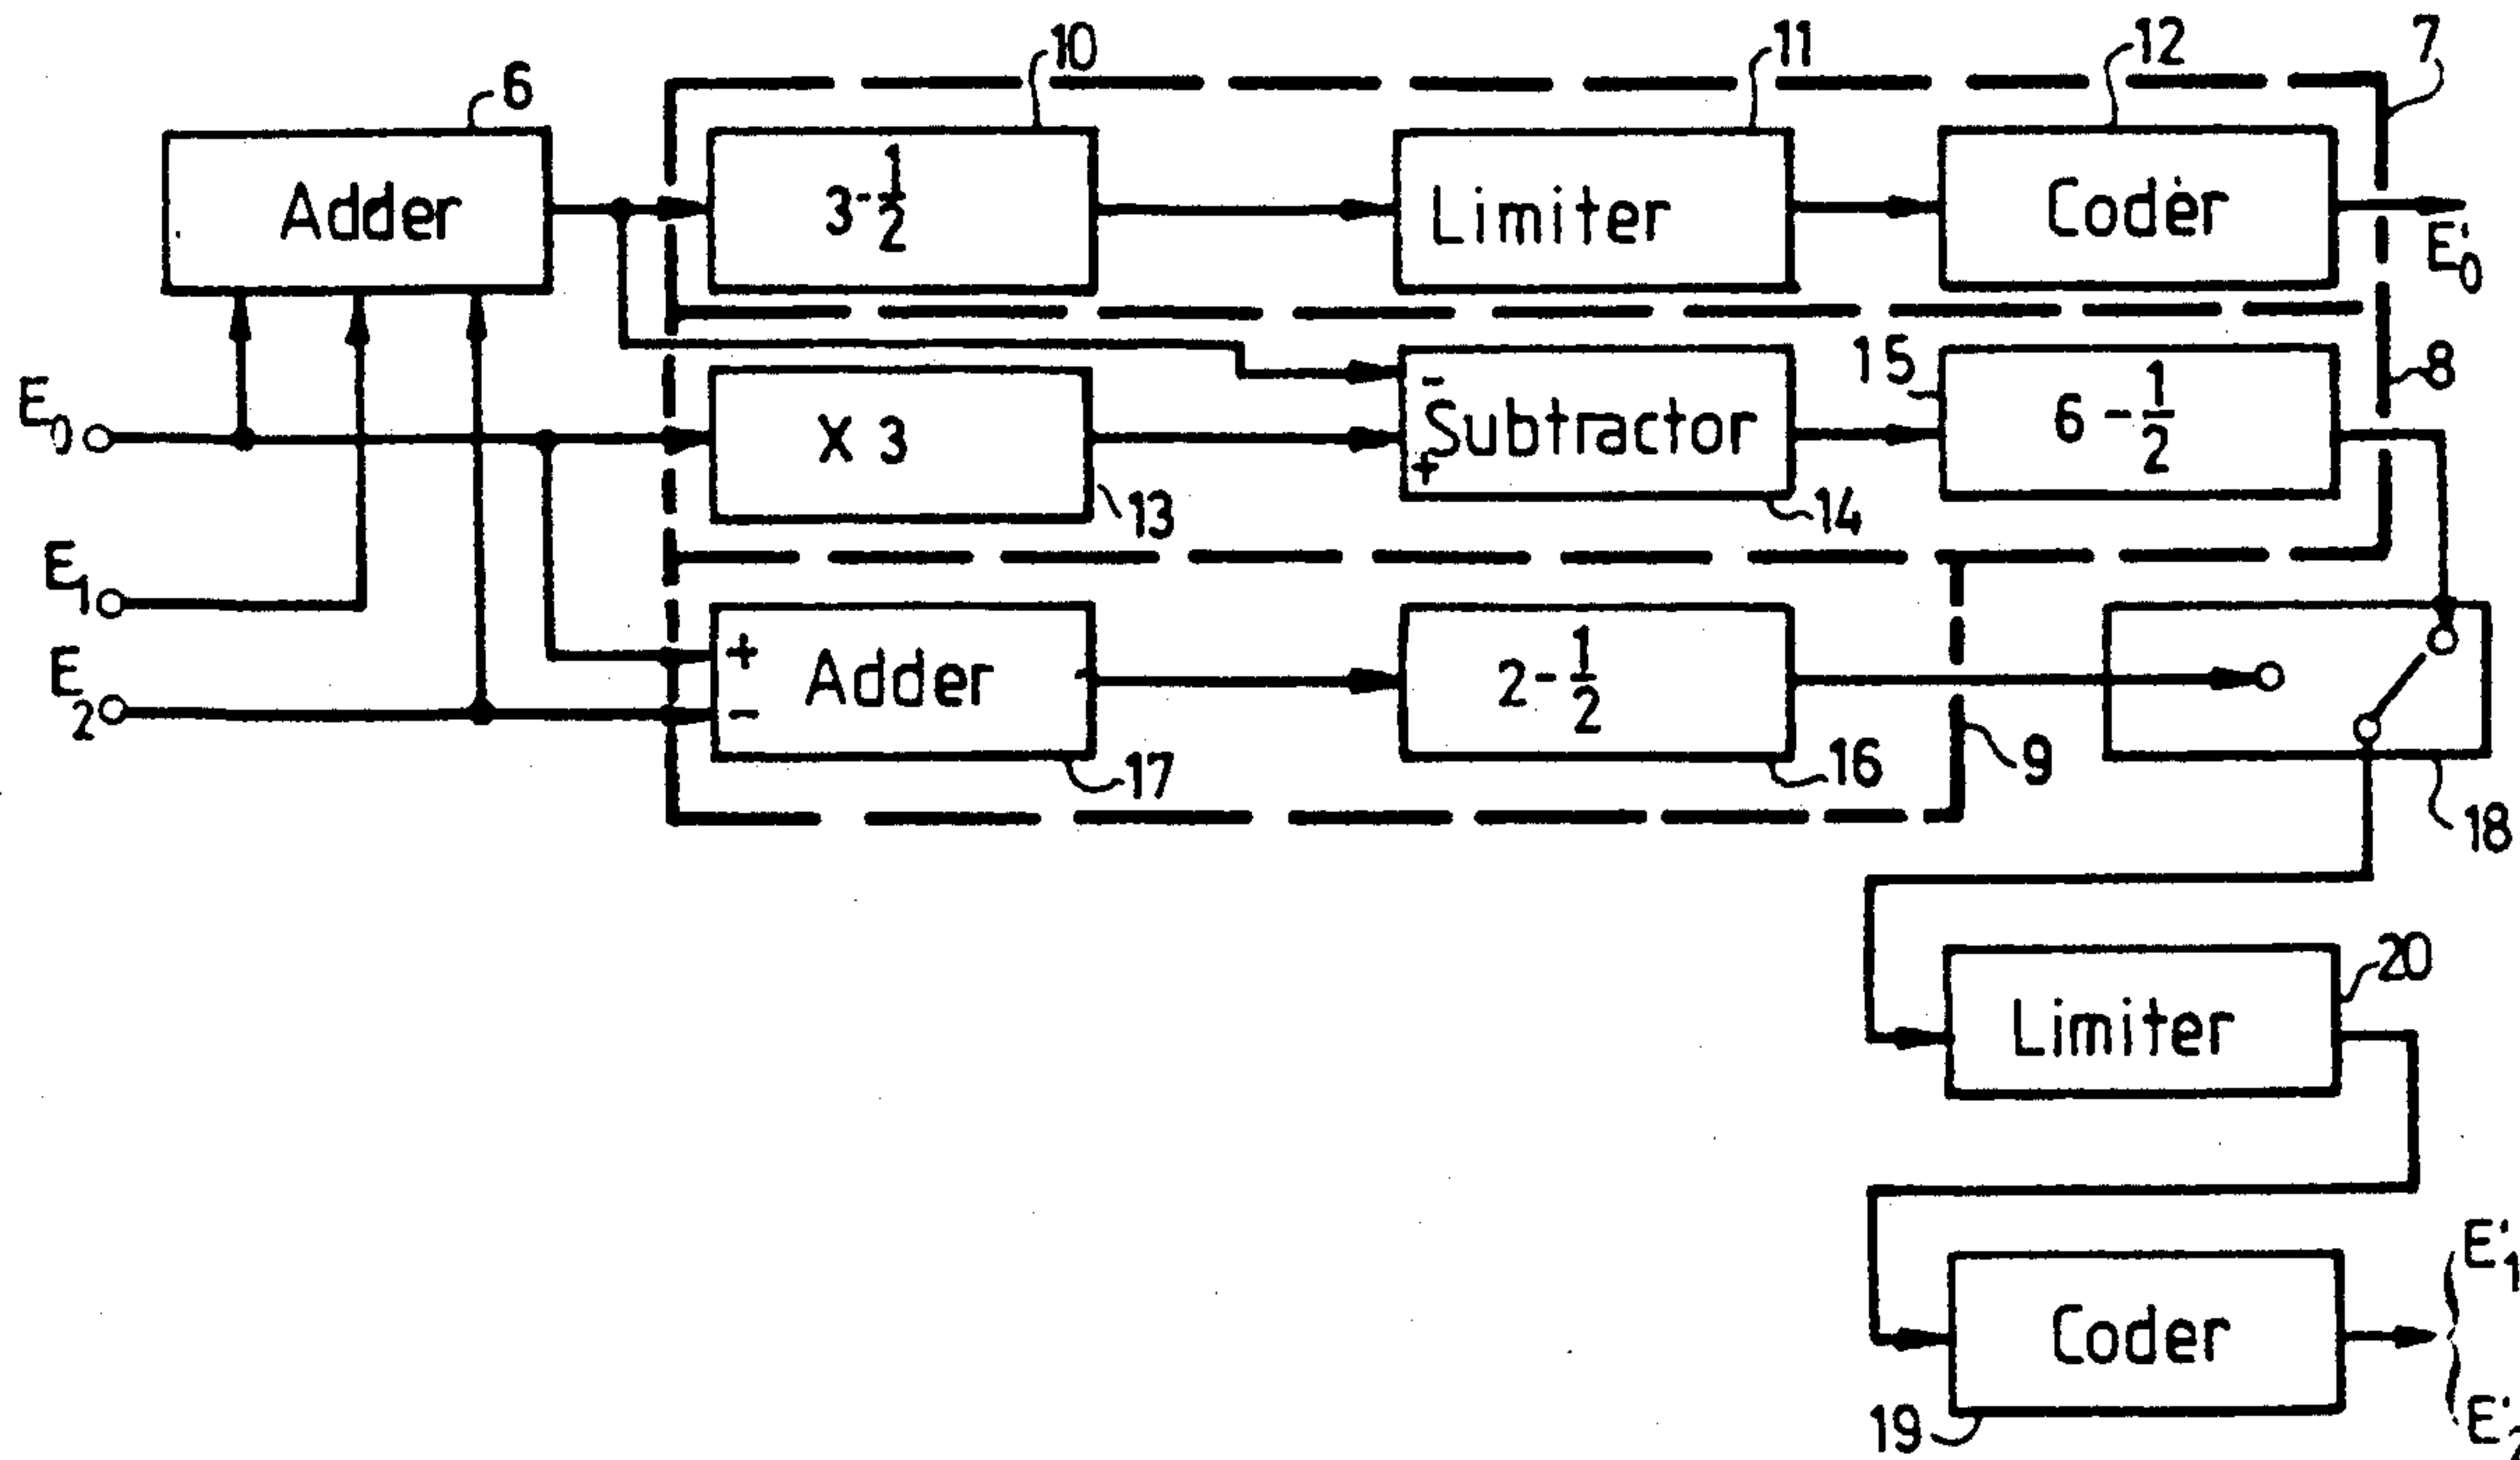 6
10
11
12
7
Adder
3-1/2
Limiter
Coder
E'0
E0
x 3
13
-
+
Subtractor
14
15
6-1/2
8
E1
E2
+
-
Adder
17
2-1/2
16
9
18
Limiter
20
Coder
19
E'1
E'2